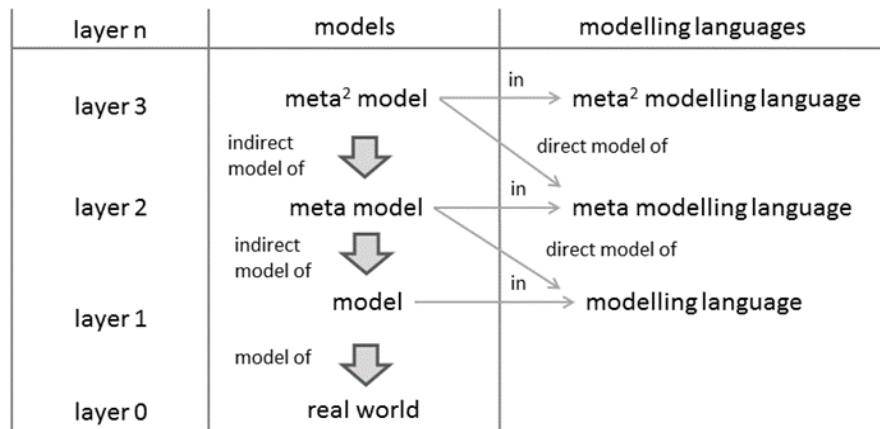 layer n models modelling languages
layer 3 meta² model in meta² modelling language
indirect model of direct model of
layer 2 meta model in meta modelling language
indirect model of direct model of
layer 1 model in modelling language
model of
layer 0 real world